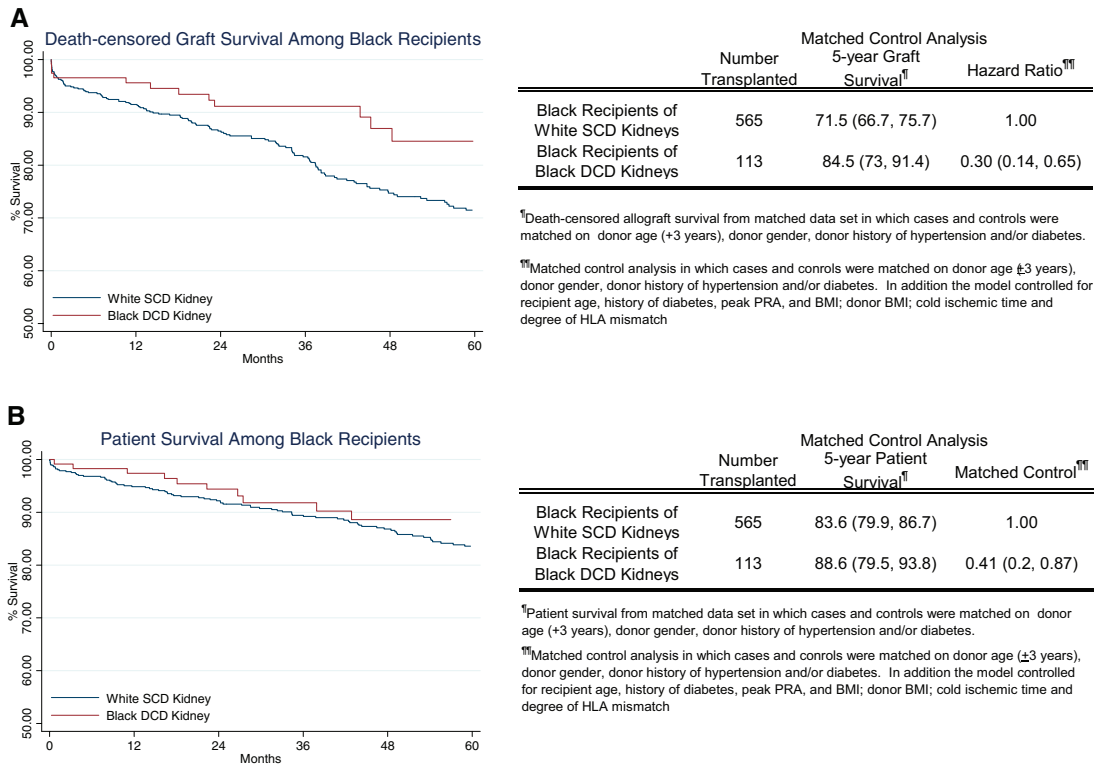 A
Death-censored Graft Survival Among Black Recipients
100.00
90.00
80.00
70.00
60.00
50.00
% Survival
White SCD Kidney
Black DCD Kidney
0 12 24 36 48 60
Months
Matched Control Analysis
Number Transplanted
5-year Graft Survival¶
Hazard Ratio¶¶
Black Recipients of White SCD Kidneys 565 71.5 (66.7, 75.7) 1.00
Black Recipients of Black DCD Kidneys 113 84.5 (73, 91.4) 0.30 (0.14, 0.65)
¶Death-censored allograft survival from matched data set in which cases and controls were
matched on donor age (+3 years), donor gender, donor history of hypertension and/or diabetes.
¶¶Matched control analysis in which cases and conrols were matched on donor age (±3 years),
donor gender, donor history of hypertension and/or diabetes. In addition the model controlled for
recipient age, history of diabetes, peak PRA, and BMI; donor BMI; cold ischemic time and
degree of HLA mismatch
B
Patient Survival Among Black Recipients
100.00
90.00
80.00
70.00
60.00
50.00
% Survival
White SCD Kidney
Black DCD Kidney
0 12 24 36 48 60
Months
Matched Control Analysis
Number Transplanted
5-year Patient Survival¶
Matched Control¶¶
Black Recipients of White SCD Kidneys 565 83.6 (79.9, 86.7) 1.00
Black Recipients of Black DCD Kidneys 113 88.6 (79.5, 93.8) 0.41 (0.2, 0.87)
¶Patient survival from matched data set in which cases and controls were matched on donor
age (+3 years), donor gender, donor history of hypertension and/or diabetes.
¶¶Matched control analysis in which cases and conrols were matched on donor age (±3 years),
donor gender, donor history of hypertension and/or diabetes. In addition the model controlled
for recipient age, history of diabetes, peak PRA, and BMI; donor BMI; cold ischemic time and
degree of HLA mismatch